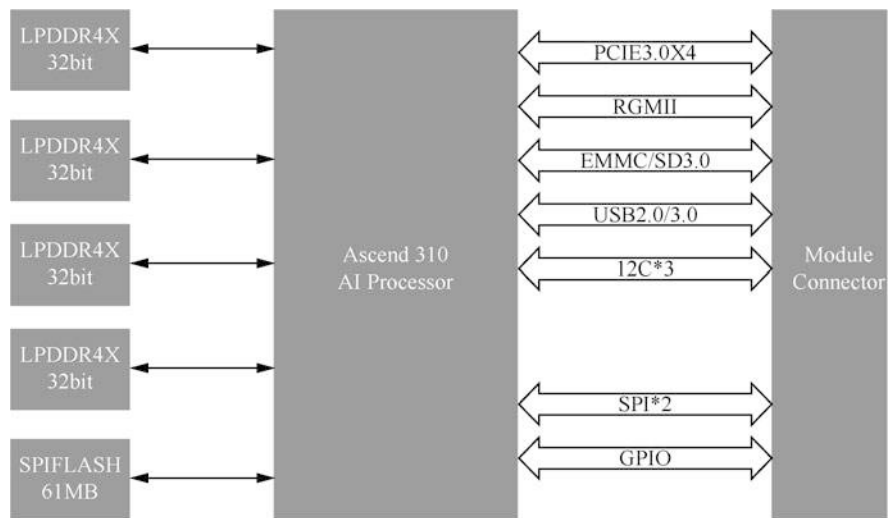 LPDDR4X
32bit
LPDDR4X
32bit
LPDDR4X
32bit
LPDDR4X
32bit
SPIFLASH
61MB
Ascend 310
AI Processor
PCIE3.0X4
RGMII
EMMC/SD3.0
USB2.0/3.0
12C*3
SPI*2
GPIO
Module
Connector